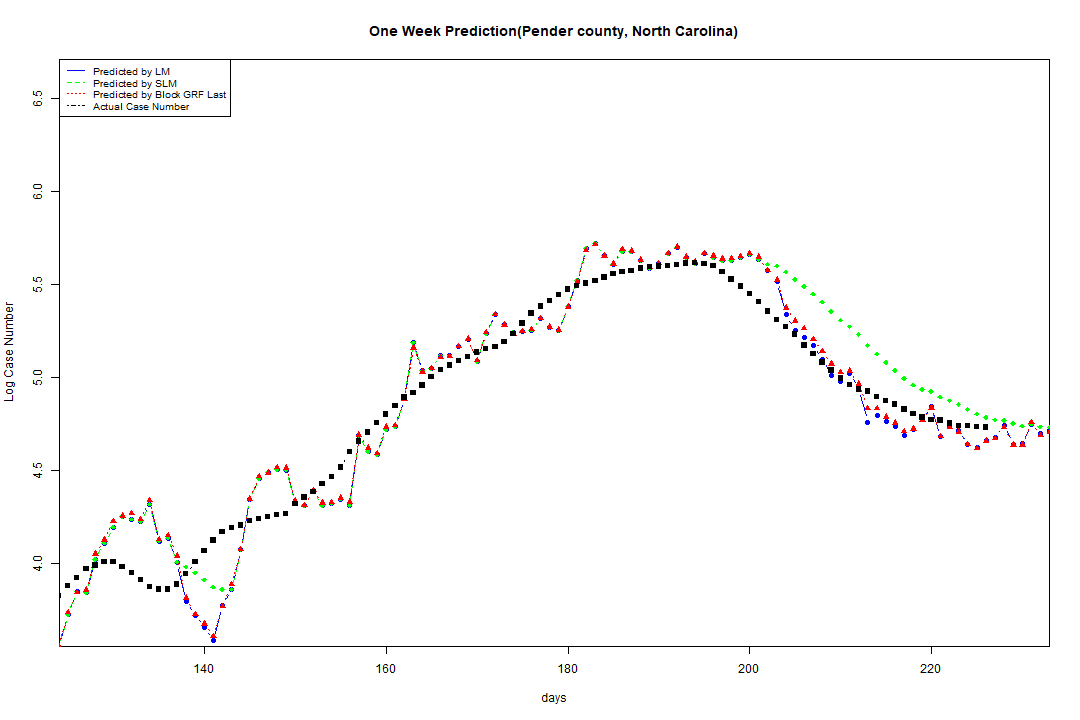 One Week Prediction(Pender county, North Carolina)
Predicted by LM
Predicted by SLM
Predicted by Block GRF Last
Actual Case Number
6.5
6.0
5.5
5.0
4.5
4.0
Log Case Number
140 160 180 200 220
days